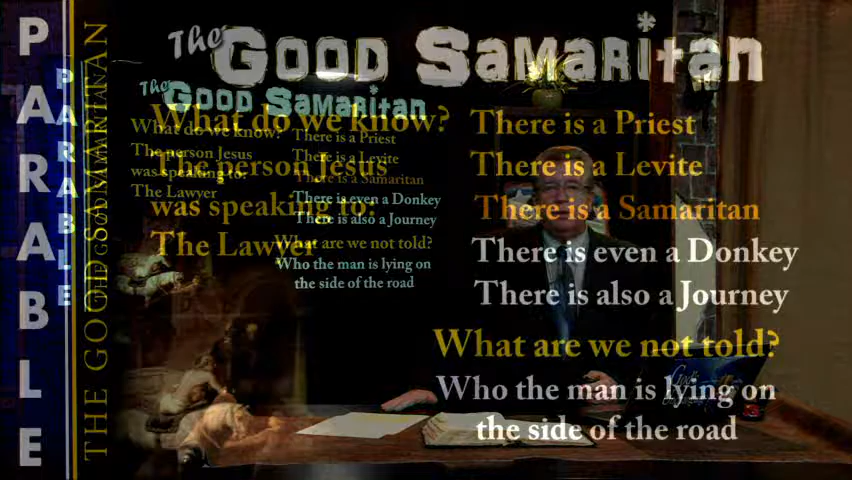 PARABLE
THE GOOD SAMARITAN
The Good Samaritan
What do we know?
The person Jesus
was speaking to:
The Lawyer
There is a Priest
There is a Levite
There is a Samaritan
There is even a Donkey
There is also a Journey
What are we not told?
Who the man is lying on
the side of the road
PARABLE
THE GOOD SAMARITAN
The Good Samaritan
What do we know?
The person Jesus
was speaking to:
The Lawyer
There is a Priest
There is a Levite
There is a Samaritan
There is even a Donkey
There is also a Journey
What are we not told?
Who the man is lying on
the side of the road